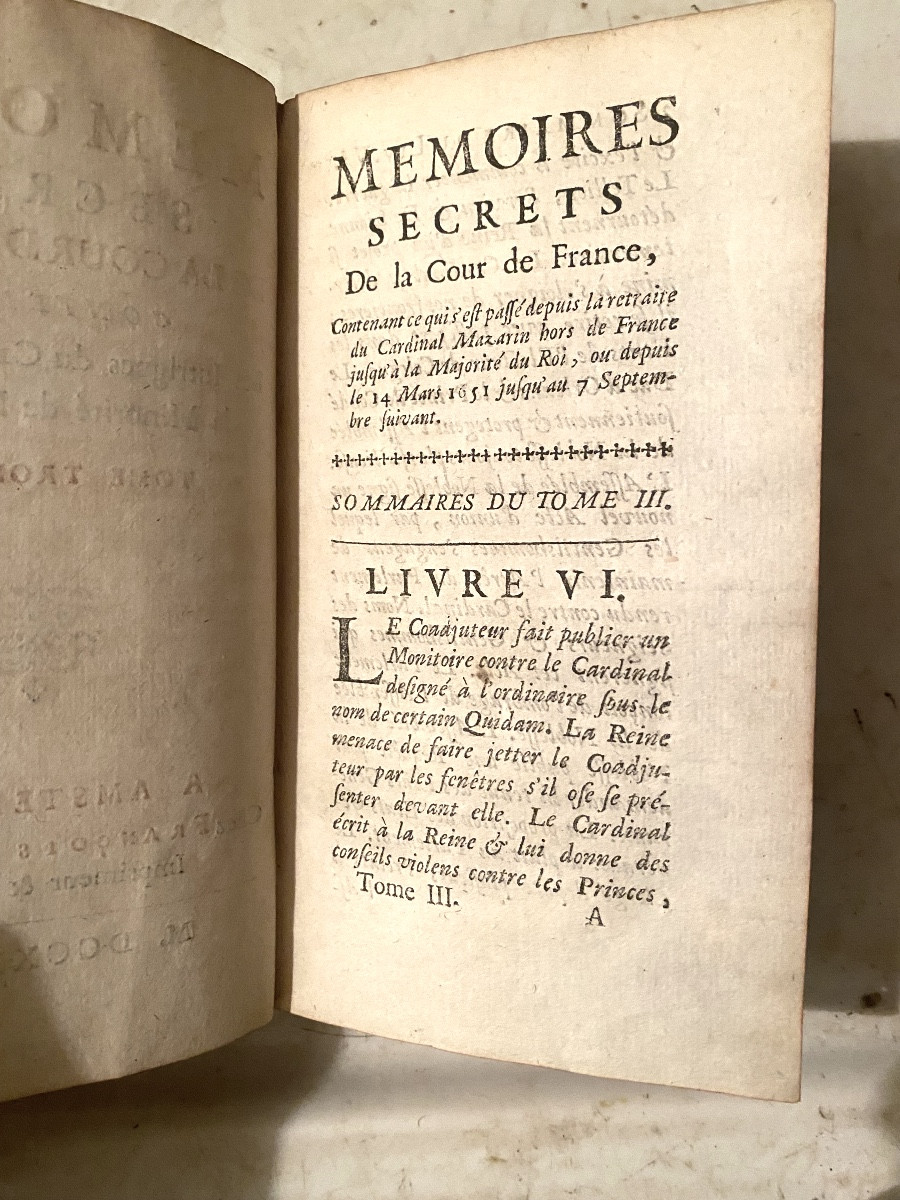 MEMOIRES
SECRETS
De la Cour de France,
Contenant ce qui s'eſt paſſé depuis la retraite
du Cardinal Mazarin hors de France
juſqu'à la Majorité du Roi, ou depuis
le 14 Mars 1651 juſqu'au 7 Septem-
bre ſuivant.
SOMMAIRES DU TOME III.
LIVRE VI.
LE Coadjuteur fait publier un
Monitoire contre le Cardinal
deſigné à l'ordinaire ſous le
nom de certain Quidam. La Reine
menace de faire jetter le Coadju-
teur par les fenêtres s'il oſe ſe pré-
ſenter devant elle. Le Cardinal
écrit à la Reine & lui donne des
conſeils violens contre les Princes,
Tome III.
A